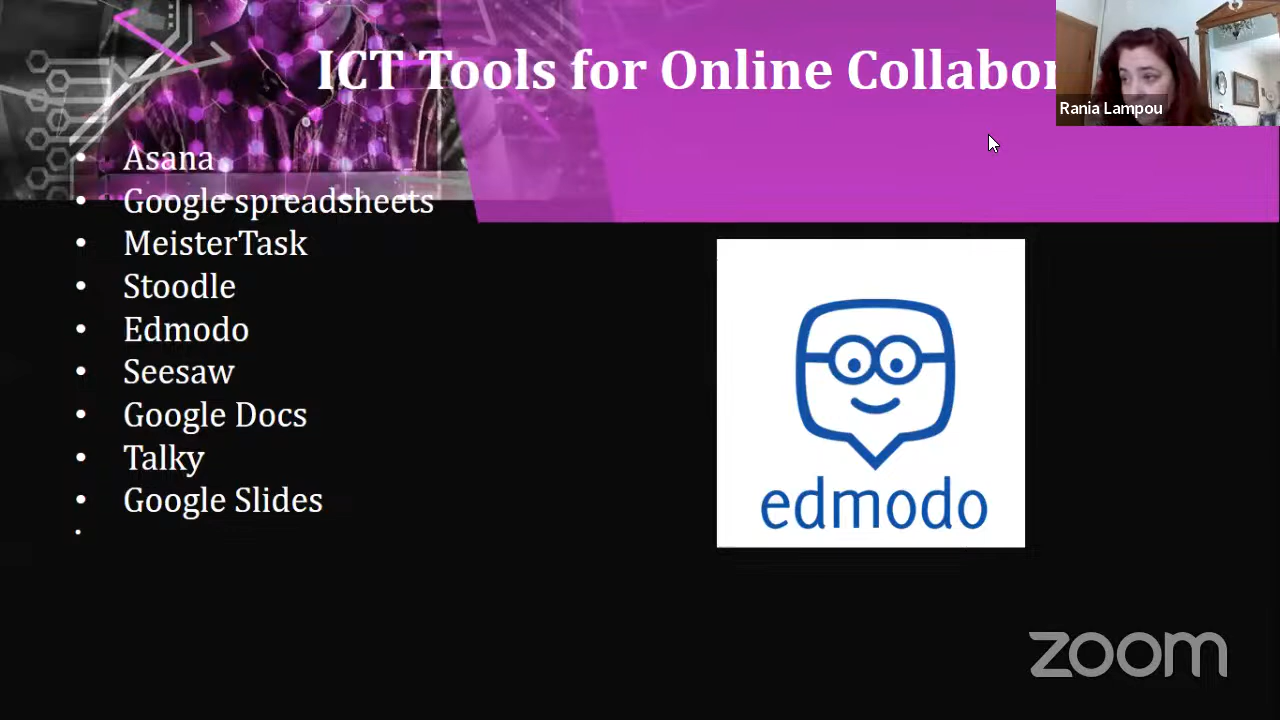 ICT Tools for Online Collabor
Rania Lampou
• Asana
• Google spreadsheets
• MeisterTask
• Stoodle
• Edmodo
• Seesaw
• Google Docs
• Talky
• Google Slides
•
edmodo
zoom